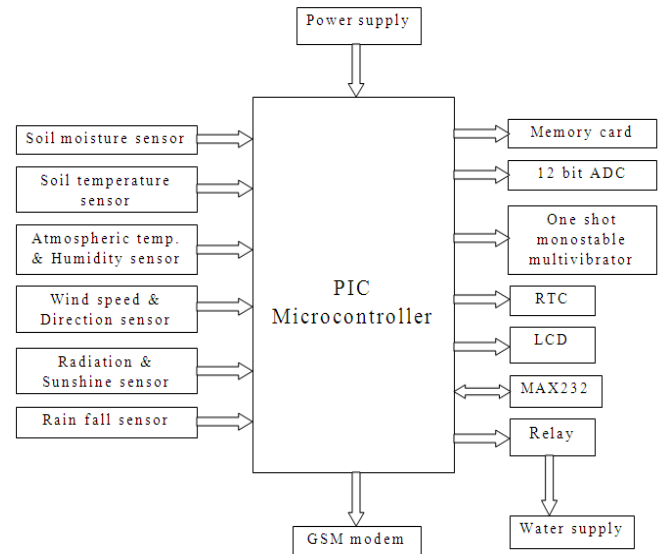 Power supply
Soil moisture sensor
Soil temperature
sensor
Atmospheric temp.
& Humidity sensor
Wind speed &
Direction sensor
Radiation &
Sunshine sensor
Rain fall sensor
PIC
Microcontroller
Memory card
12 bit ADC
One shot
monostable
multivibrator
RTC
LCD
MAX232
Relay
GSM modem
Water supply